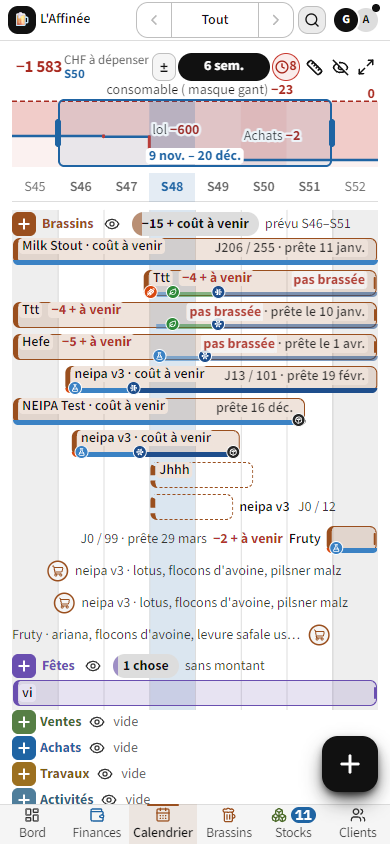 L'Affinée
Tout
G
A
−1 583 CHF à dépenser S50
±
6 sem.
8
consomable ( masque gant) −23
0
lol −600
Achats −2
9 nov. – 20 déc.
S45 S46 S47 S48 S49 S50 S51 S52
Brassins −15 + coût à venir prévu S46–S51
Milk Stout · coût à venir J206 / 255 · prête 11 janv.
Ttt −4 + à venir pas brassée
Ttt −4 + à venir pas brassée · prête le 10 janv.
Hefe −5 + à venir pas brassée · prête le 1 avr.
neipa v3 · coût à venir J13 / 101 · prête 19 févr.
NEIPA Test · coût à venir prête 16 déc.
neipa v3 · coût à venir
Jhhh
neipa v3 J0 / 12
J0 / 99 · prête 29 mars −2 + à venir Fruty
neipa v3 · lotus, flocons d'avoine, pilsner malz
neipa v3 · lotus, flocons d'avoine, pilsner malz
Fruty · ariana, flocons d'avoine, levure safale us…
Fêtes 1 chose sans montant
vi
Ventes vide
Achats vide
Travaux vide
Activités vide
Bord Finances Calendrier Brassins Stocks 11 Clients